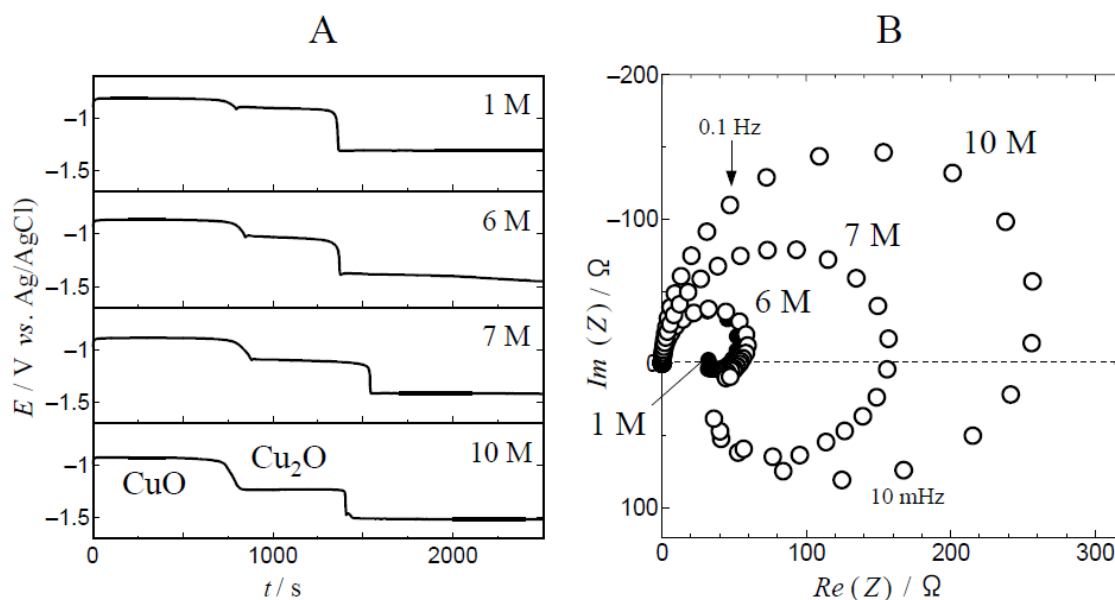 A
1 M
6 M
7 M
10 M
CuO
Cu₂O
−1
−1.5
−1
−1.5
−1
−1.5
−1
−1.5
E / V vs. Ag/AgCl)
0
1000
2000
t / s
B
0.1 Hz
10 M
7 M
6 M
1 M
10 mHz
−200
−100
0
100
Im (Z) / Ω
0
100
200
300
Re (Z) / Ω